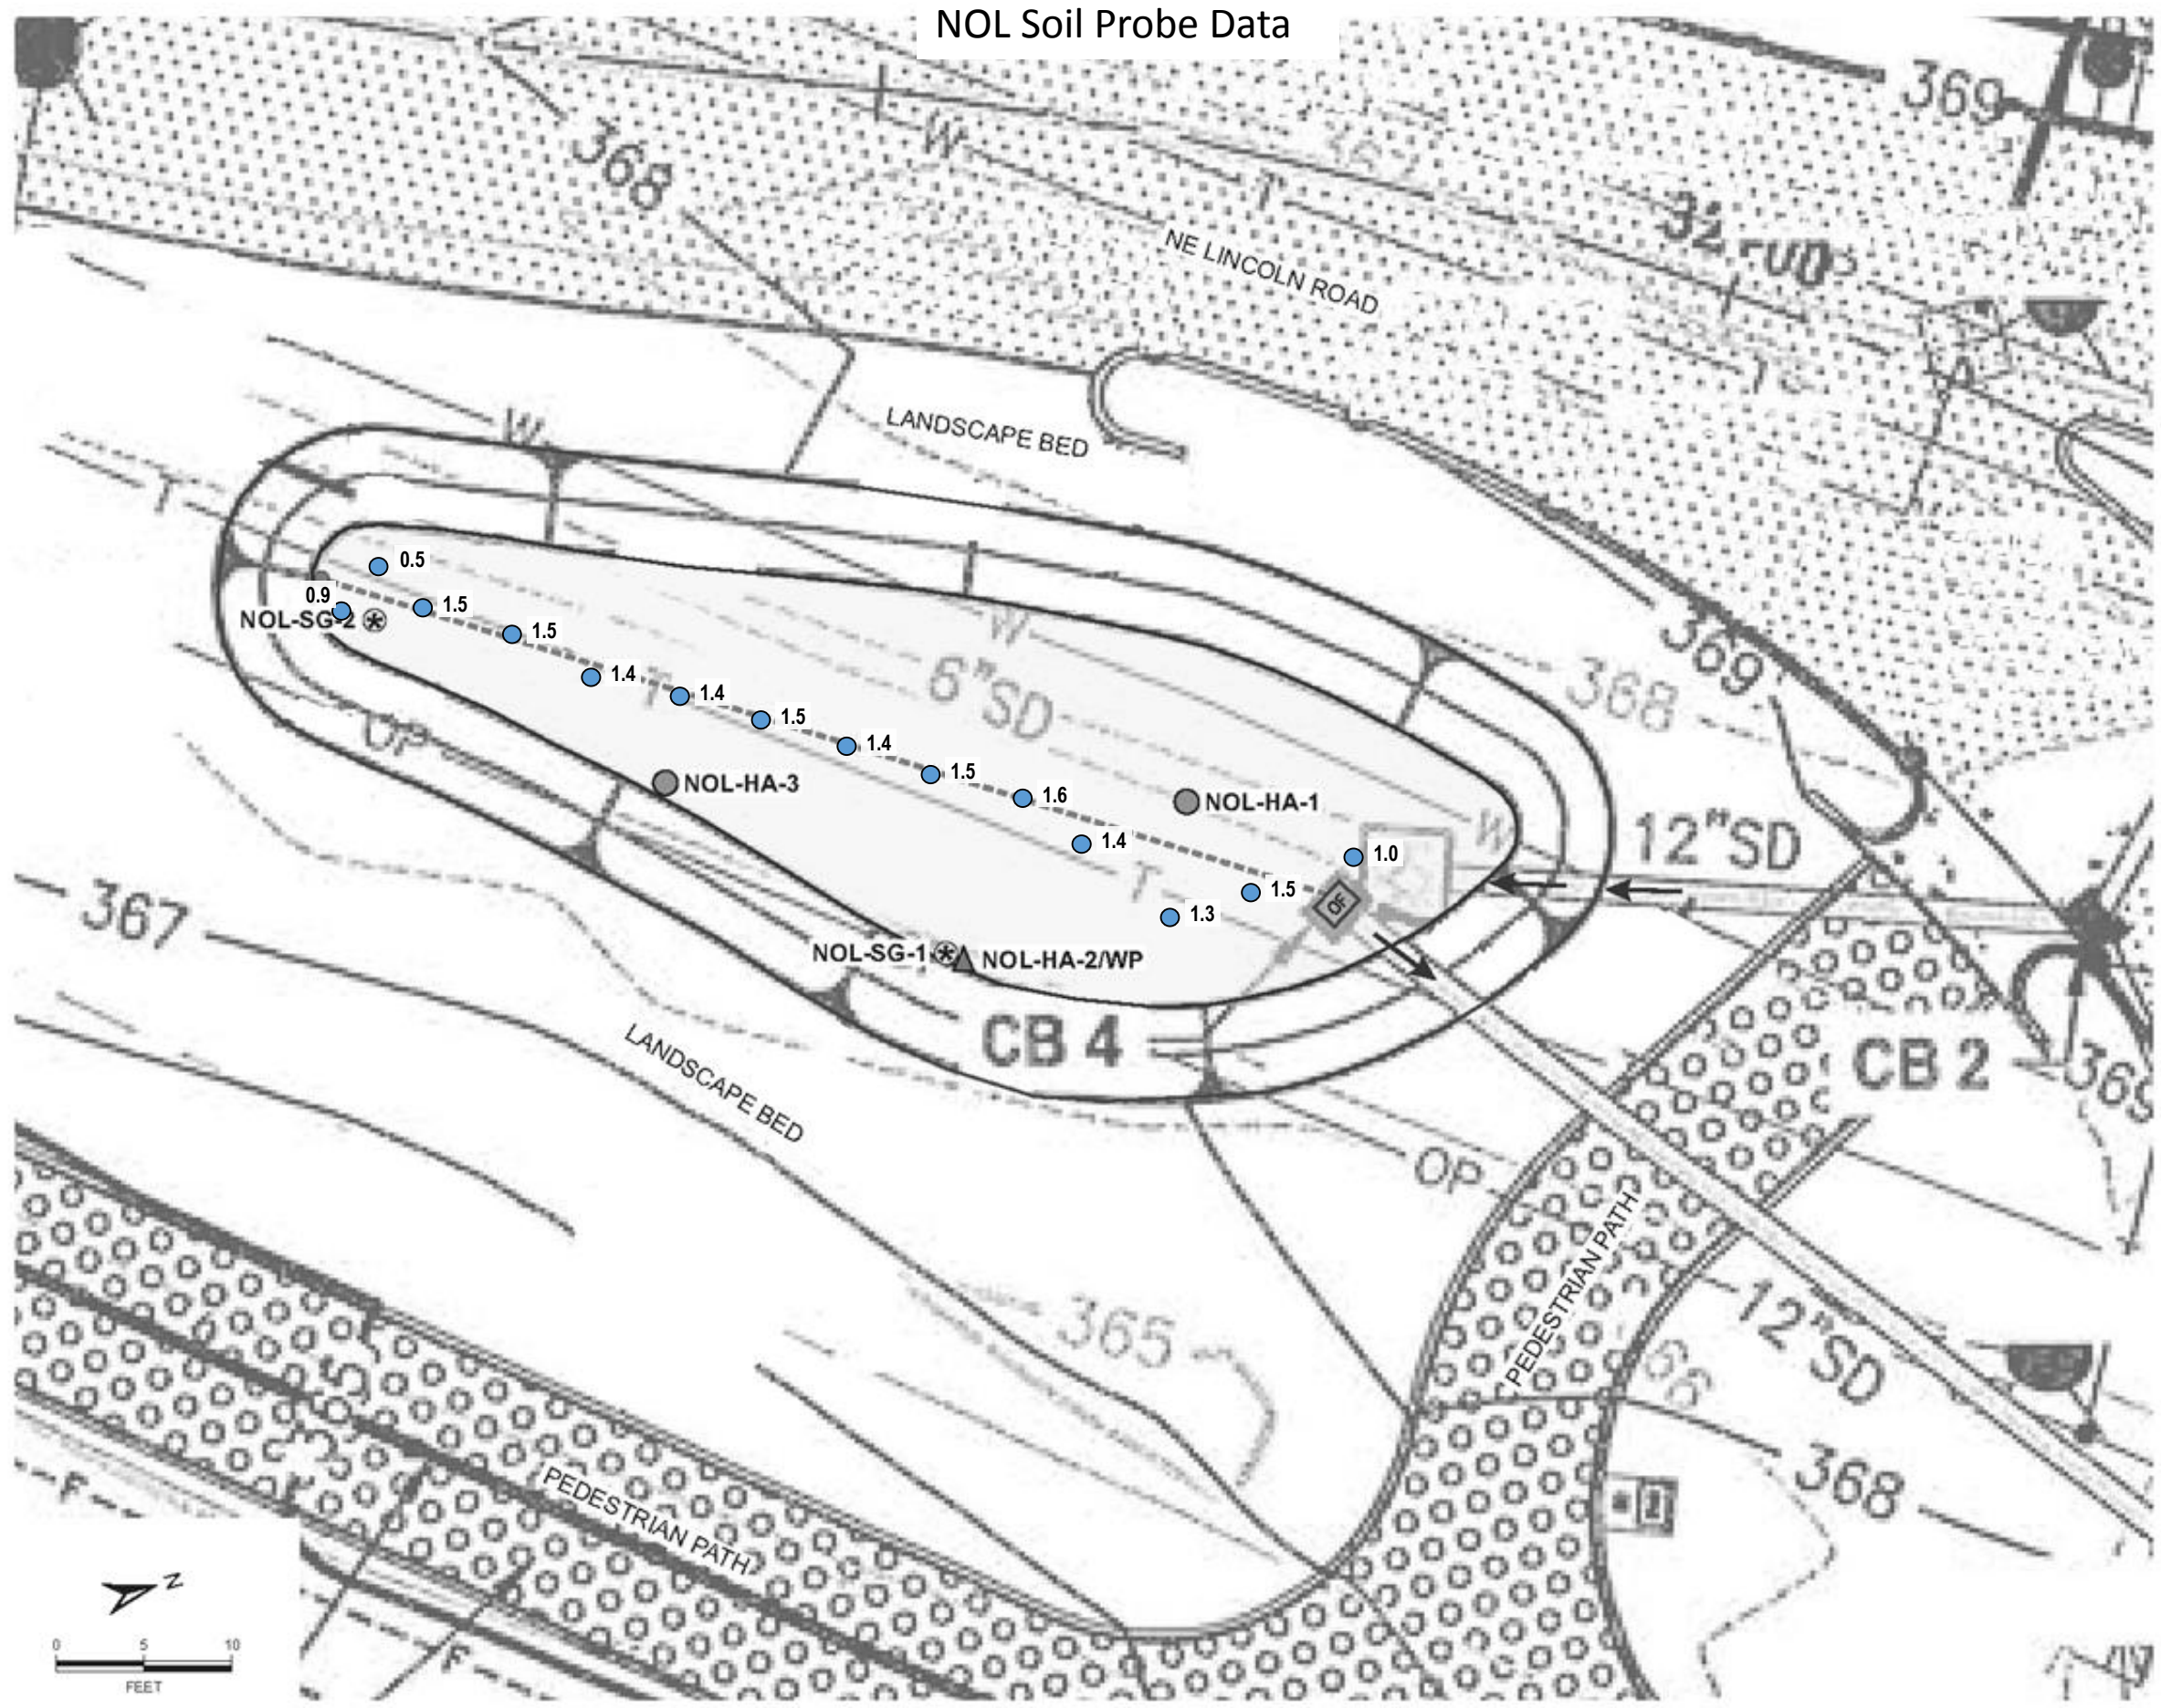 NOL Soil Probe Data
369
368
W
T
NE LINCOLN ROAD
LANDSCAPE BED
W
T
0.5
0.9
1.5
NOL-SG-2
1.5
1.4
T
1.4
1.5
1.4
1.5
1.6
1.4
1.3
1.5
1.0
W
6"SD
368
369
OP
NOL-HA-3
NOL-HA-1
W
12"SD
T
OF
367
NOL-SG-1
NOL-HA-2/WP
CB 4
CB 2
369
LANDSCAPE BED
OP
PEDESTRIAN PATH
365
12"SD
66
368
PEDESTRIAN PATH
F
F
N
0 5 10
FEET